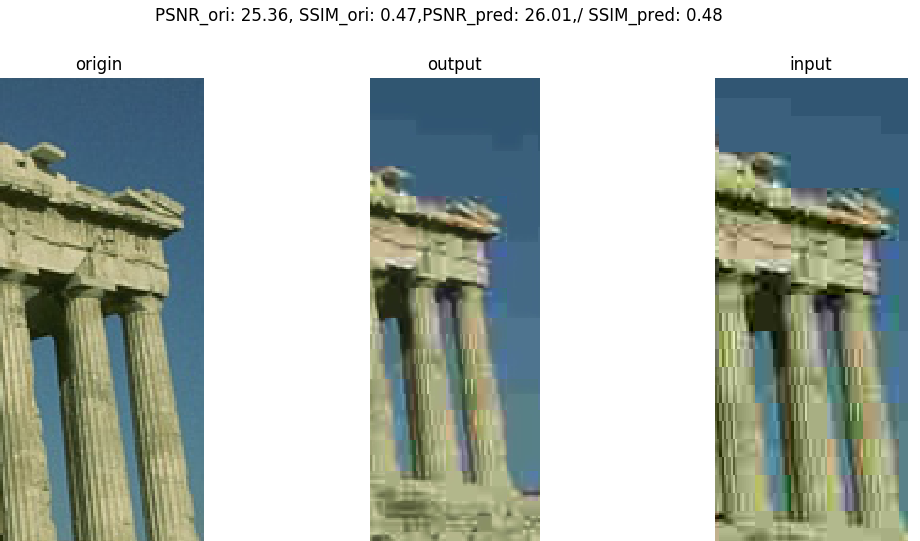 PSNR_ori: 25.36, SSIM_ori: 0.47,PSNR_pred: 26.01,/ SSIM_pred: 0.48
origin
output
input